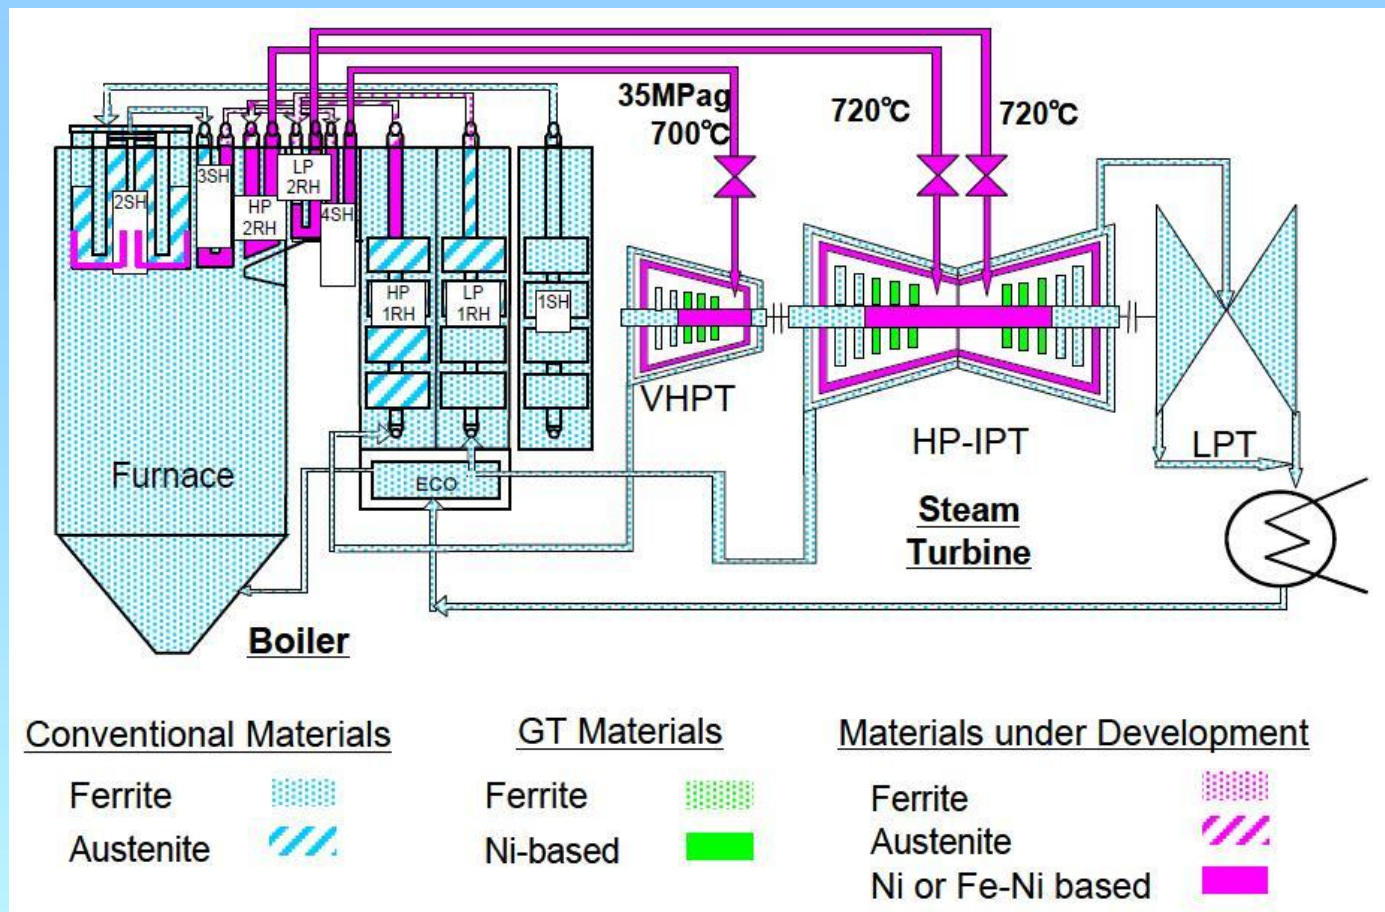 35MPag
700℃
720℃
720℃
3SH
LP
2RH
2SH
HP
2RH
4SH
HP
1RH
LP
1RH
1SH
VHPT
HP-IPT
LPT
Furnace
ECO
Steam
Turbine
Boiler
Conventional Materials
Ferrite
Austenite
GT Materials
Ferrite
Ni-based
Materials under Development
Ferrite
Austenite
Ni or Fe-Ni based